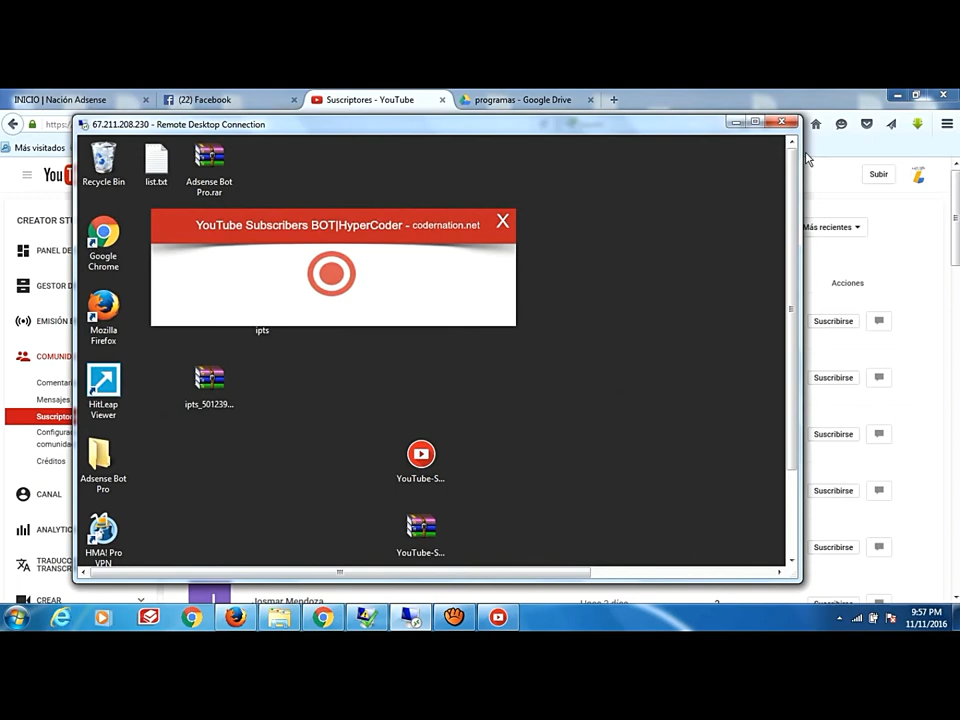 INICIO | Nación Adsense
(22) Facebook
Suscriptores - YouTube
programas - Google Drive
https:/
67.211.208.230 - Remote Desktop Connection
Más visitados
Subir
Recycle Bin
list.txt
Adsense Bot
Pro.rar
CREATOR STU
YouTube Subscribers BOT|HyperCoder - codernation.net
X
Más recientes
PANEL DE
Google
Chrome
Acciones
GESTOR D
EMISIÓN
Suscribirse
Mozilla
Firefox
ipts
COMUNID
Comentar
Suscribirse
Mensajes
HitLeap
Viewer
ipts_501239...
Suscriptor
Configura
comunida
Suscribirse
Créditos
Adsense Bot
Pro
YouTube-S...
CANAL
Suscribirse
ANALYTIC
HMA! Pro
VPN
YouTube-S...
Suscribirse
TRADUCC
TRANSCR
CREAR
Josmar Mendoza
9:57 PM
11/11/2016